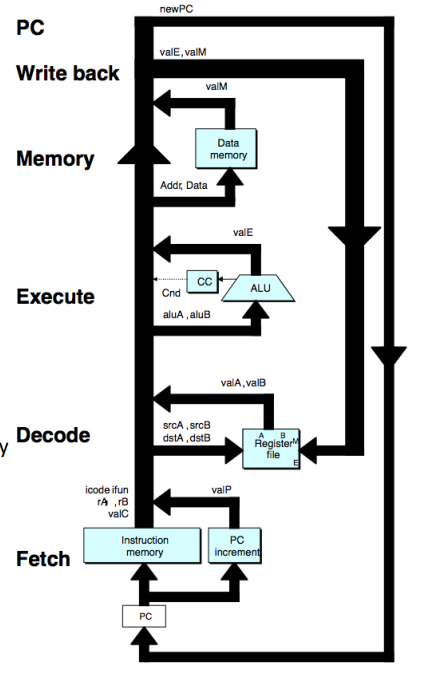 newPC
PC
valE, valM
Write back
valM
Data
memory
Memory
Addr, Data
valE
CC
ALU
Execute
Cnd
aluA , aluB
valA, valB
srcA , srcB
dstA , dstB
A B M
Register
file
E
y
Decode
icode ifun
rA , rB
valC
valP
Instruction
memory
PC
increment
Fetch
PC